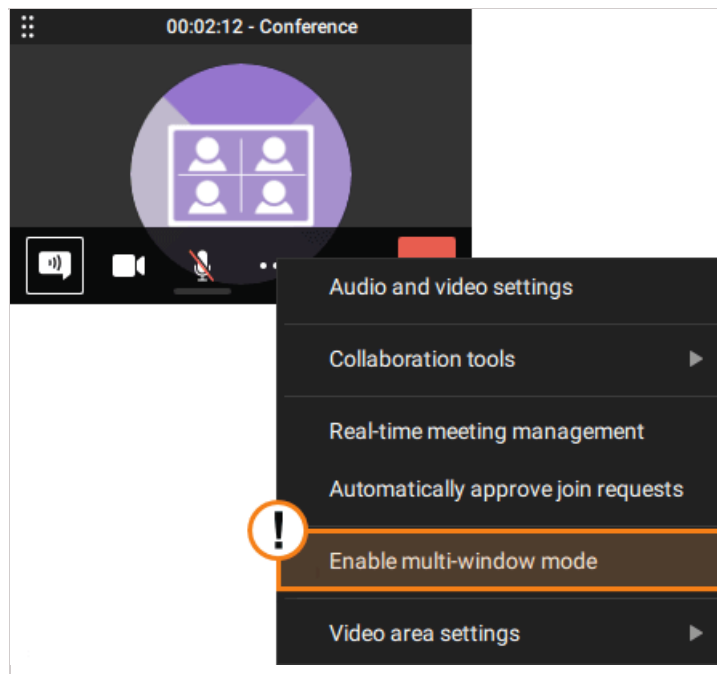 00:02:12 - Conference
Audio and video settings
Collaboration tools
Real-time meeting management
Automatically approve join requests
!
Enable multi-window mode
Video area settings